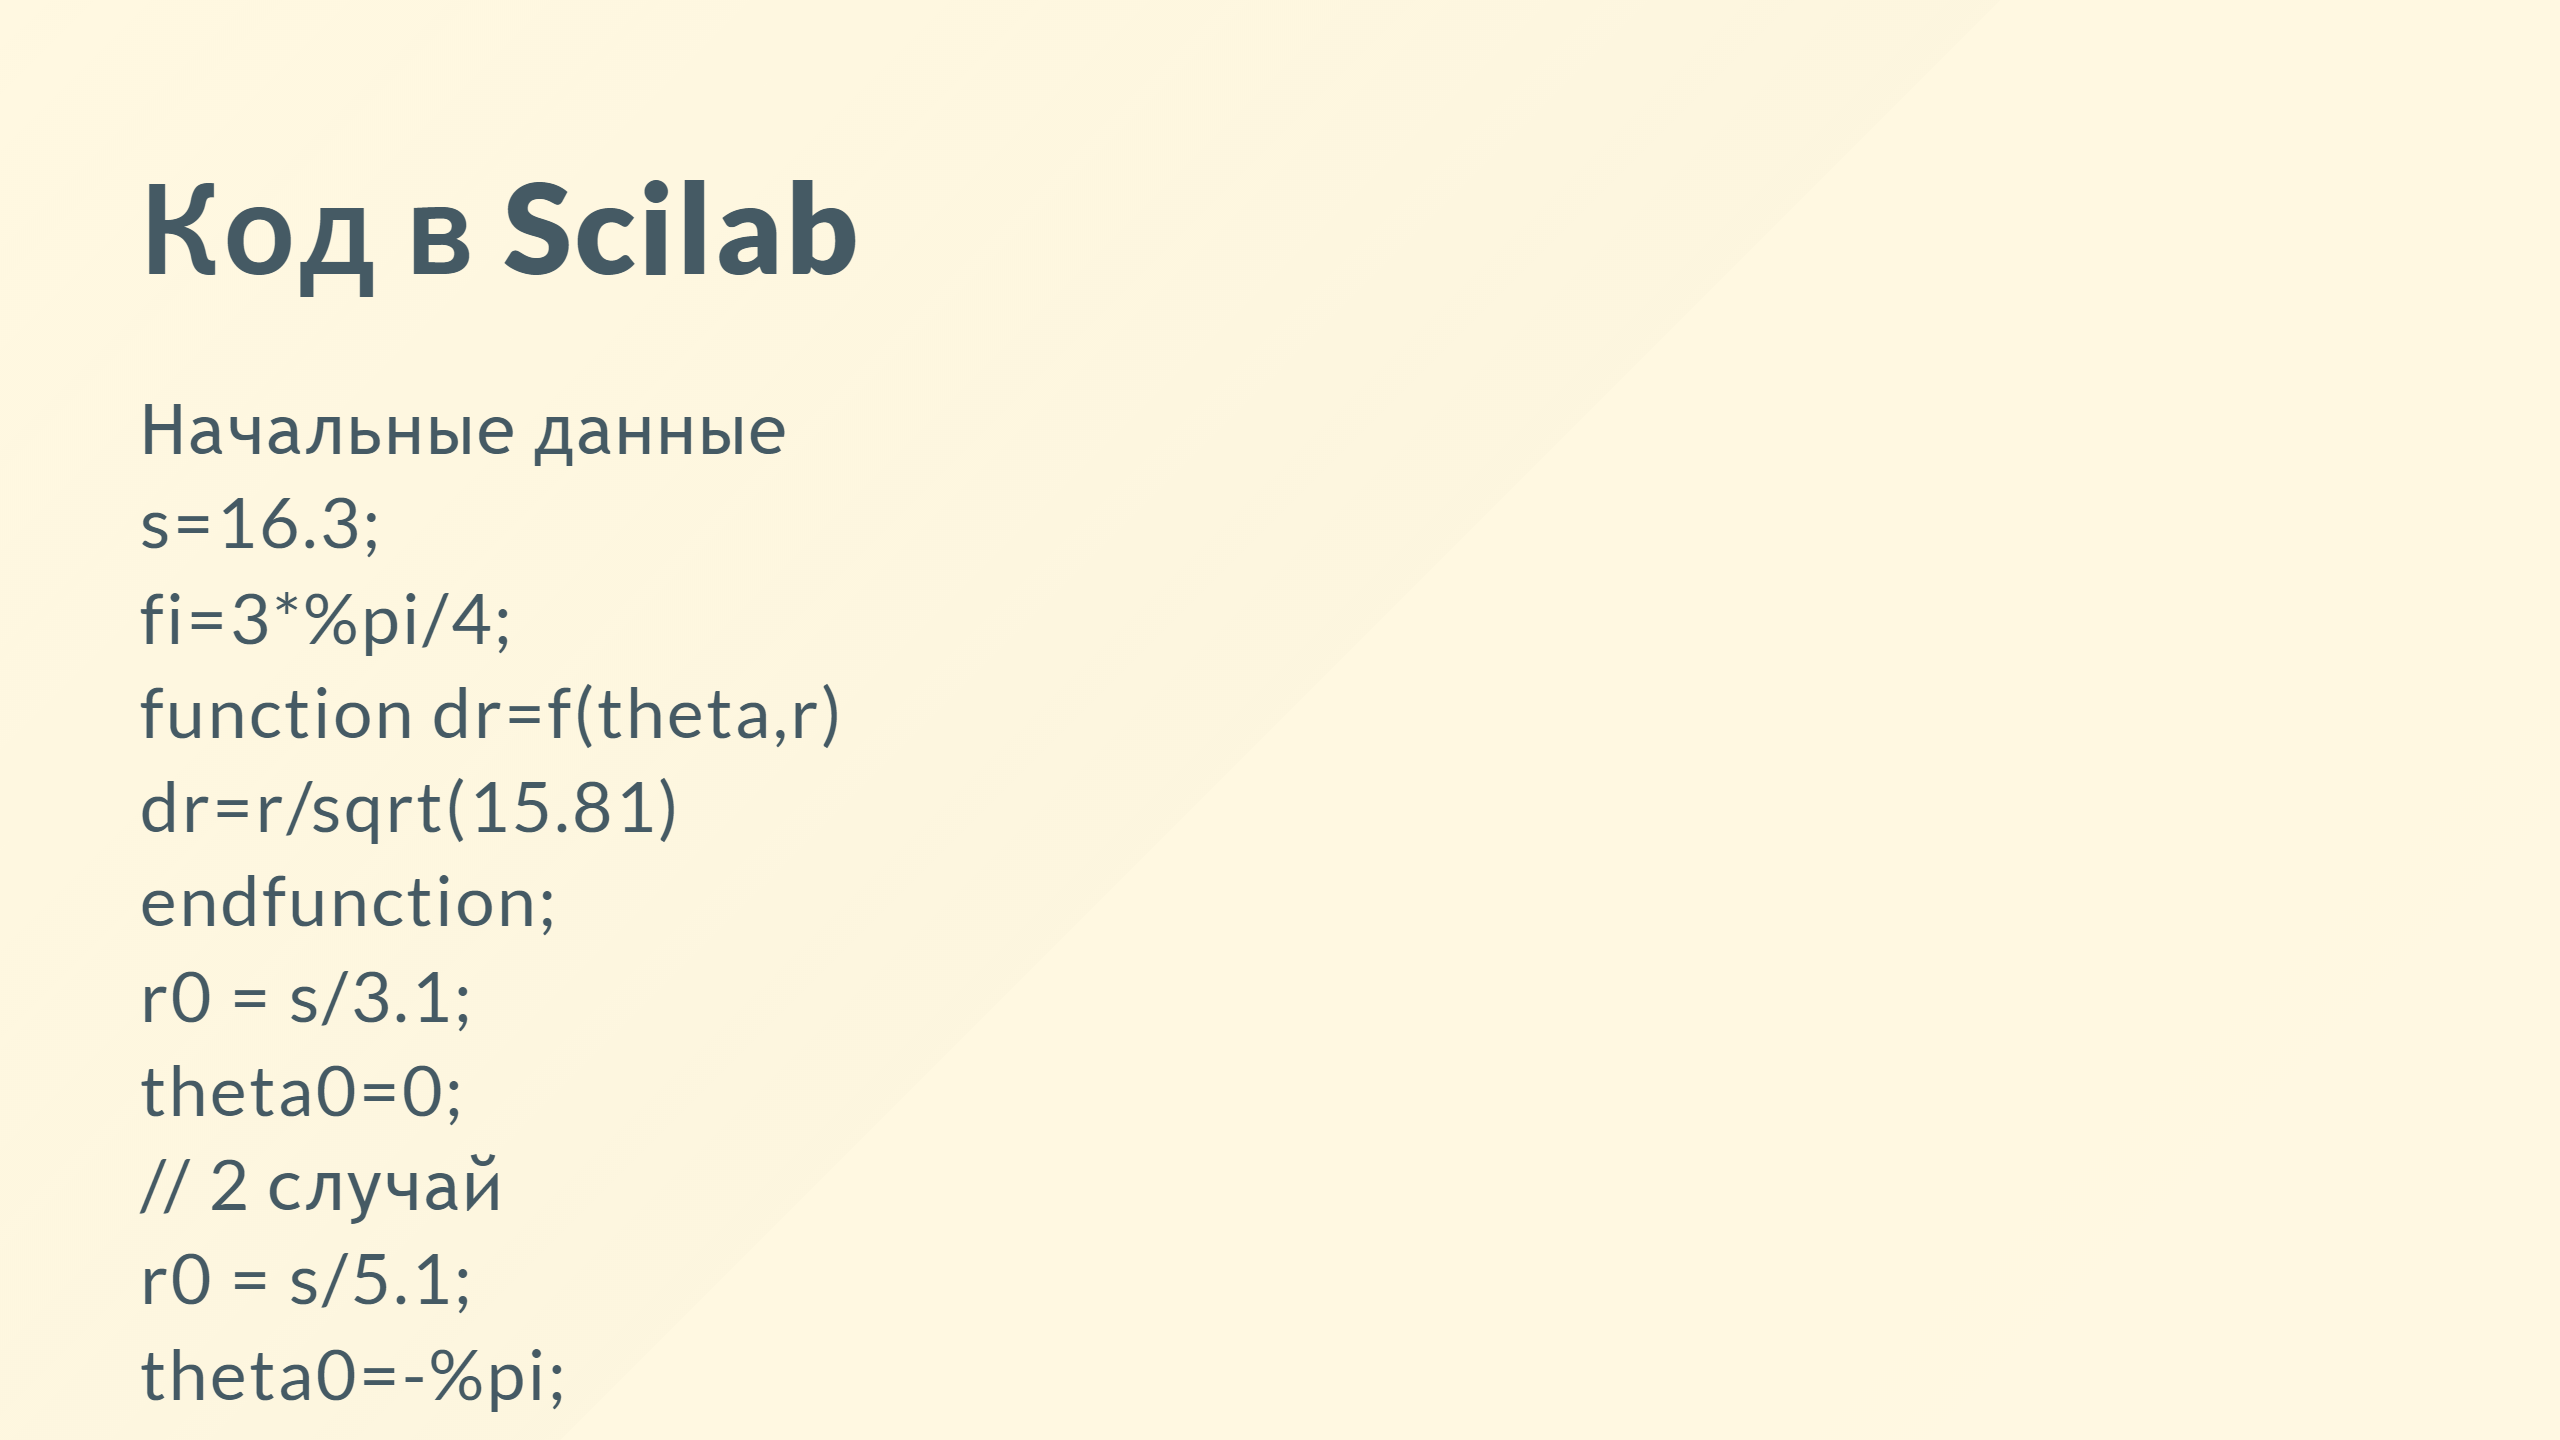 Код в Scilab
Начальные данные
s=16.3;
fi=3*%pi/4;
function dr=f(theta,r)
dr=r/sqrt(15.81)
endfunction;
r0 = s/3.1;
theta0=0;
// 2 случай
r0 = s/5.1;
theta0=-%pi;